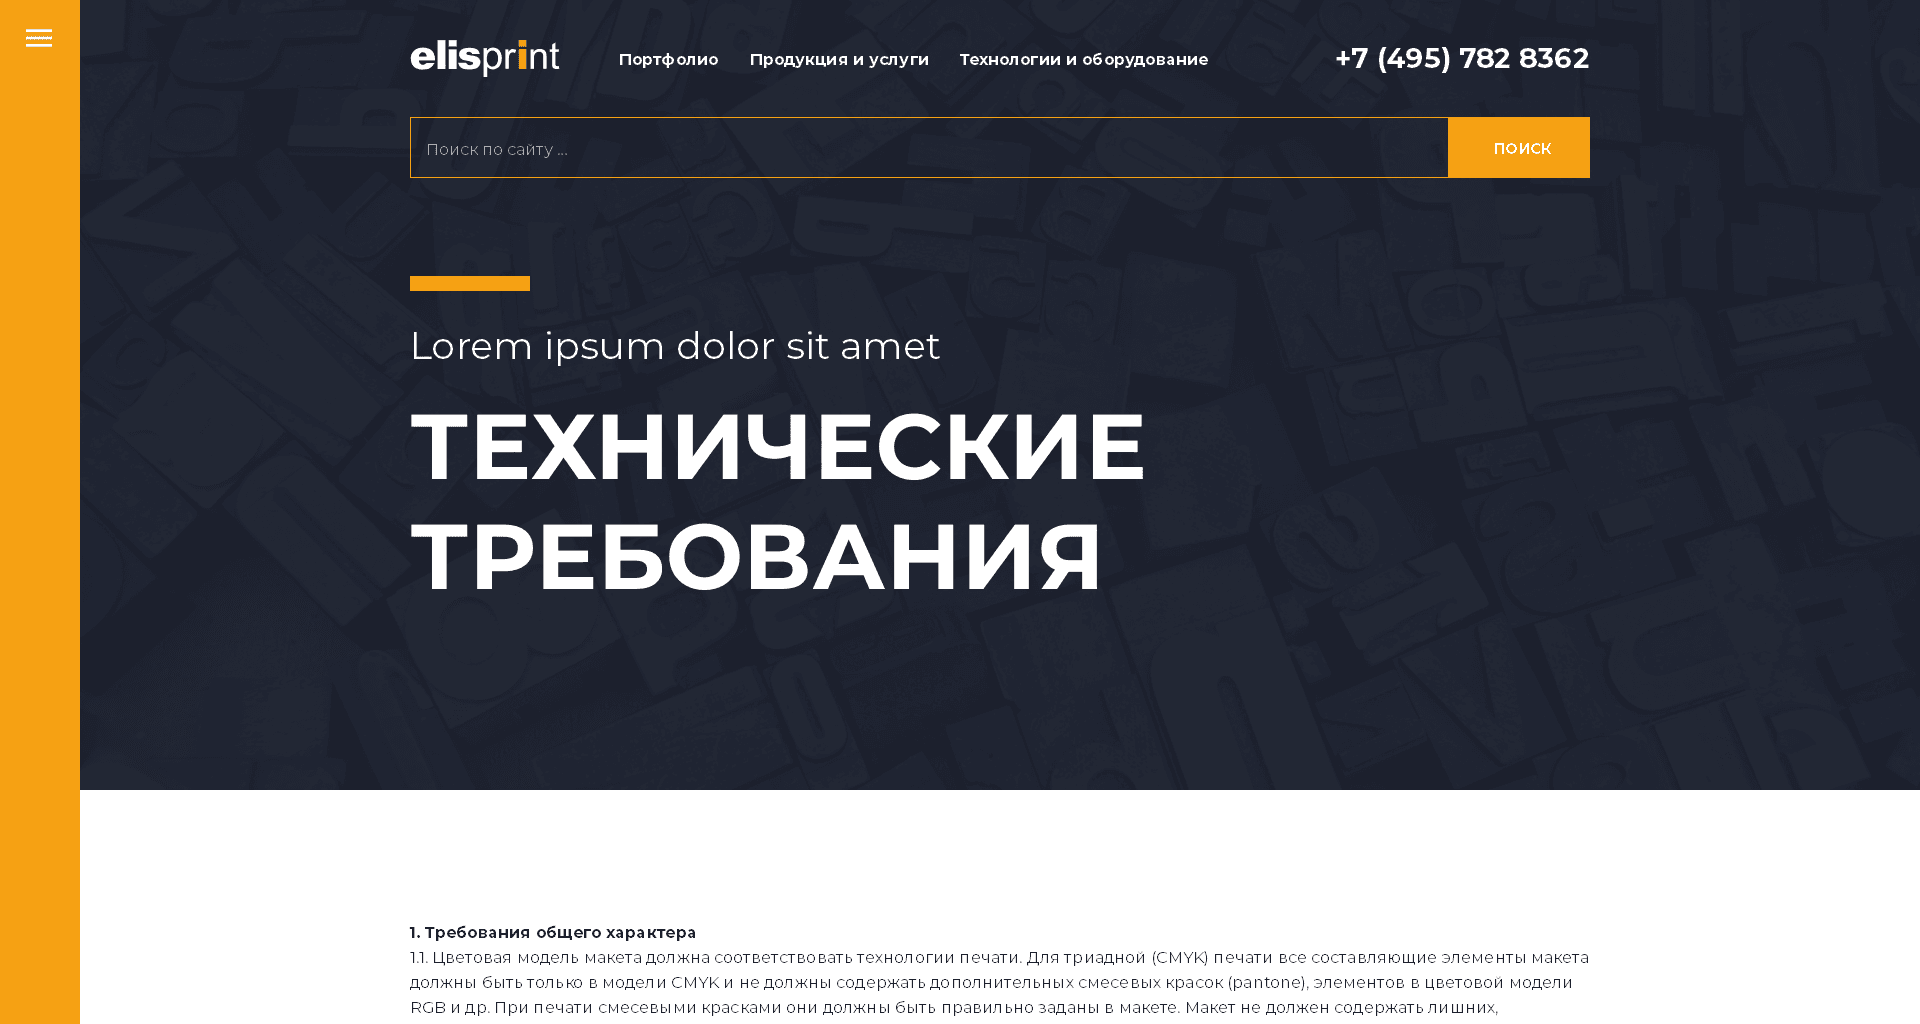 elisprint
Портфолио
Продукция и услуги
Технологии и оборудование
+7 (495) 782 8362
Поиск по сайту ...
ПОИСК
Lorem ipsum dolor sit amet
ТЕХНИЧЕСКИЕ
ТРЕБОВАНИЯ
1. Требования общего характера
1.1. Цветовая модель макета должна соответствовать технологии печати. Для триадной (CMYK) печати все составляющие элементы макета
должны быть только в модели CMYK и не должны содержать дополнительных смесевых красок (pantone), элементов в цветовой модели
RGB и др. При печати смесевыми красками они должны быть правильно заданы в макете. Макет не должен содержать лишних,